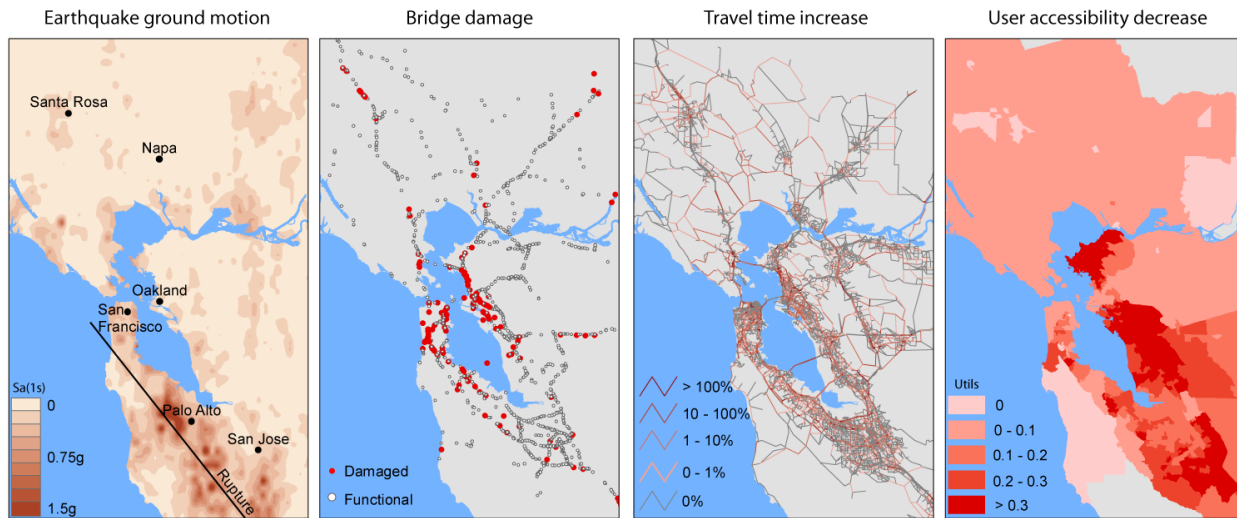 Earthquake ground motion
Santa Rosa
Napa
Oakland
San
Francisco
Palo Alto
San Jose
Rupture
Sa(1s)
0
0.75g
1.5g
Bridge damage
Damaged
Functional
Travel time increase
> 100%
10 - 100%
1 - 10%
0 - 1%
0%
User accessibility decrease
Utils
0
0 - 0.1
0.1 - 0.2
0.2 - 0.3
> 0.3